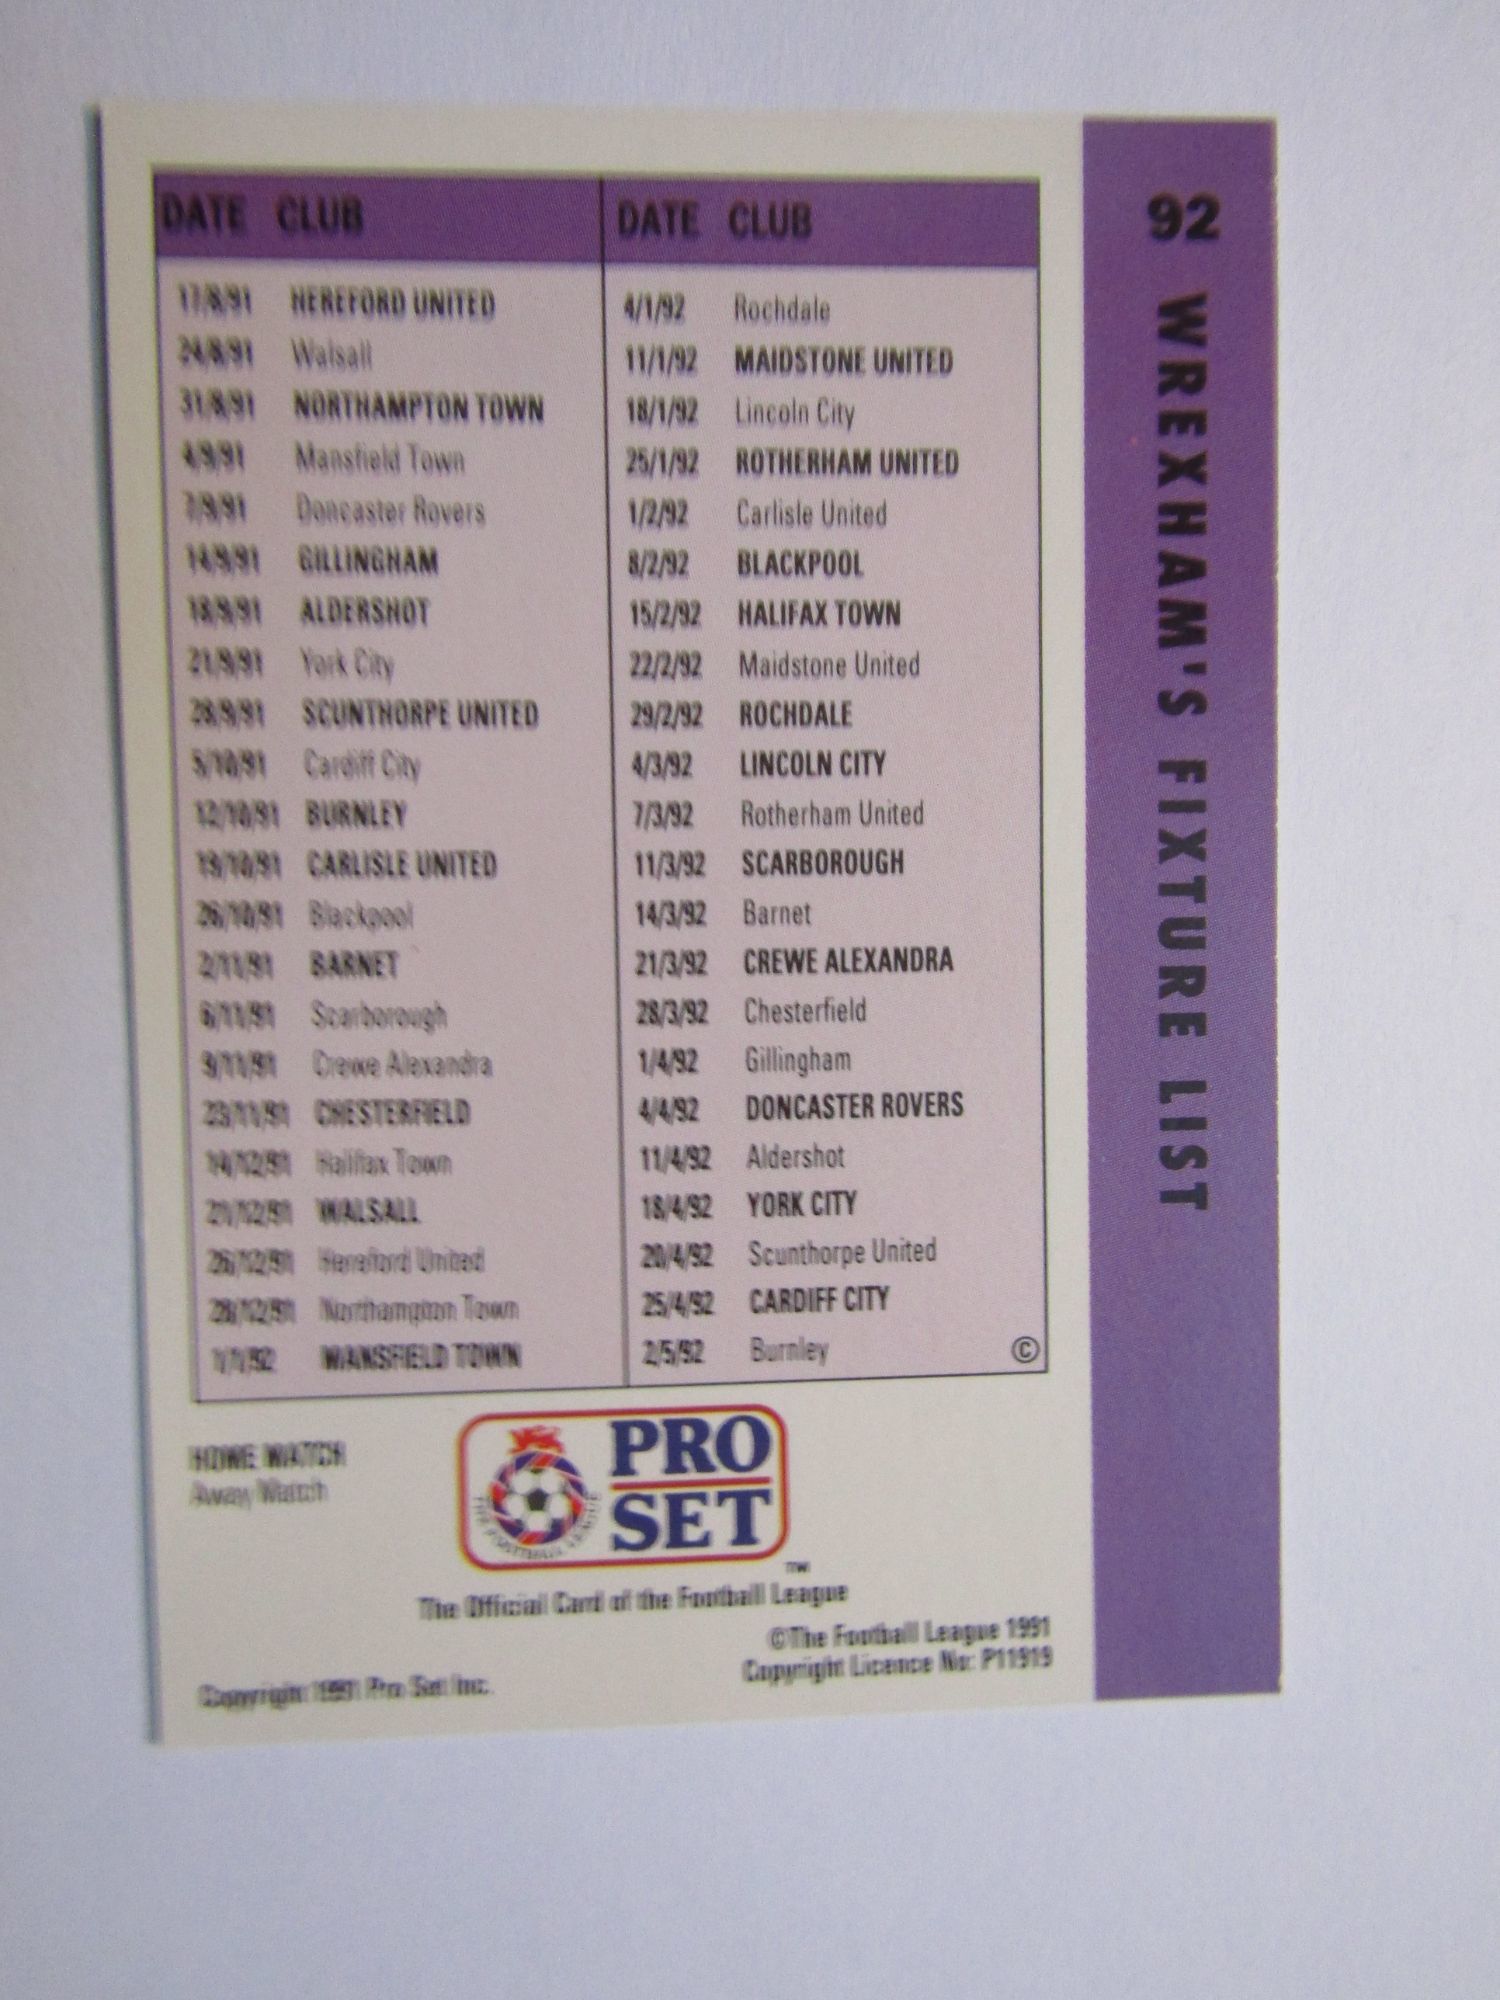 DATE CLUB
17/8/91 HEREFORD UNITED
24/8/91 Walsall
31/8/91 NORTHAMPTON TOWN
4/9/91 Mansfield Town
7/9/91 Doncaster Rovers
14/9/91 GILLINGHAM
18/9/91 ALDERSHOT
21/9/91 York City
28/9/91 SCUNTHORPE UNITED
5/10/91 Cardiff City
12/10/91 BURNLEY
19/10/91 CARLISLE UNITED
26/10/91 Blackpool
2/11/91 BARNET
6/11/91 Scarborough
9/11/91 Crewe Alexandra
23/11/91 CHESTERFIELD
14/12/91 Halifax Town
21/12/91 WALSALL
26/12/91 Hereford United
28/12/91 Northampton Town
1/1/92 MANSFIELD TOWN
DATE CLUB
4/1/92 Rochdale
11/1/92 MAIDSTONE UNITED
18/1/92 Lincoln City
25/1/92 ROTHERHAM UNITED
1/2/92 Carlisle United
8/2/92 BLACKPOOL
15/2/92 HALIFAX TOWN
22/2/92 Maidstone United
29/2/92 ROCHDALE
4/3/92 LINCOLN CITY
7/3/92 Rotherham United
11/3/92 SCARBOROUGH
14/3/92 Barnet
21/3/92 CREWE ALEXANDRA
28/3/92 Chesterfield
1/4/92 Gillingham
4/4/92 DONCASTER ROVERS
11/4/92 Aldershot
18/4/92 YORK CITY
20/4/92 Scunthorpe United
25/4/92 CARDIFF CITY
2/5/92 Burnley
©
92
WREXHAM'S FIXTURE LIST
HOME MATCH
Away Match
THE FOOTBALL LEAGUE
PRO
SET
TM
The Official Card of the Football League
©The Football League 1991
Copyright Licence No: P11919
Copyright 1991 Pro Set Inc.